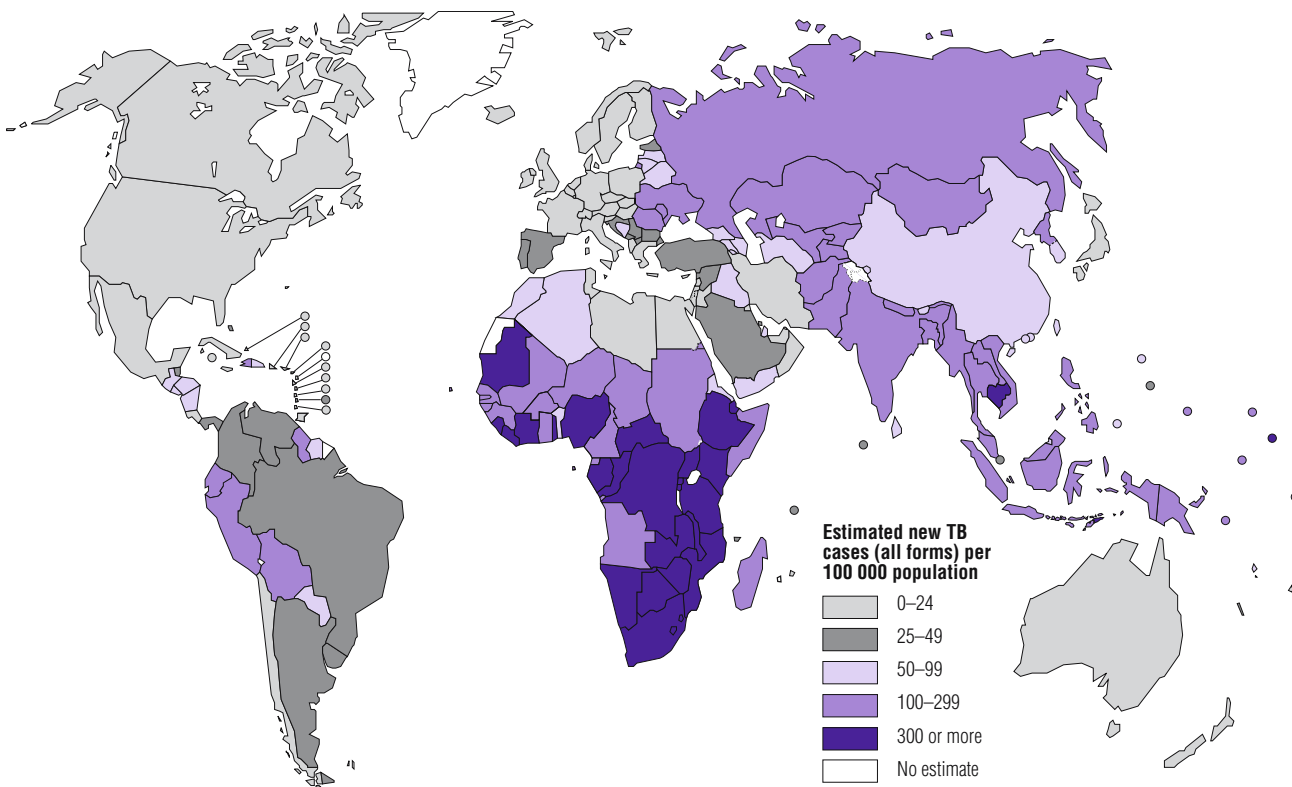 Estimated new TB
cases (all forms) per
100 000 population
0–24
25–49
50–99
100–299
300 or more
No estimate